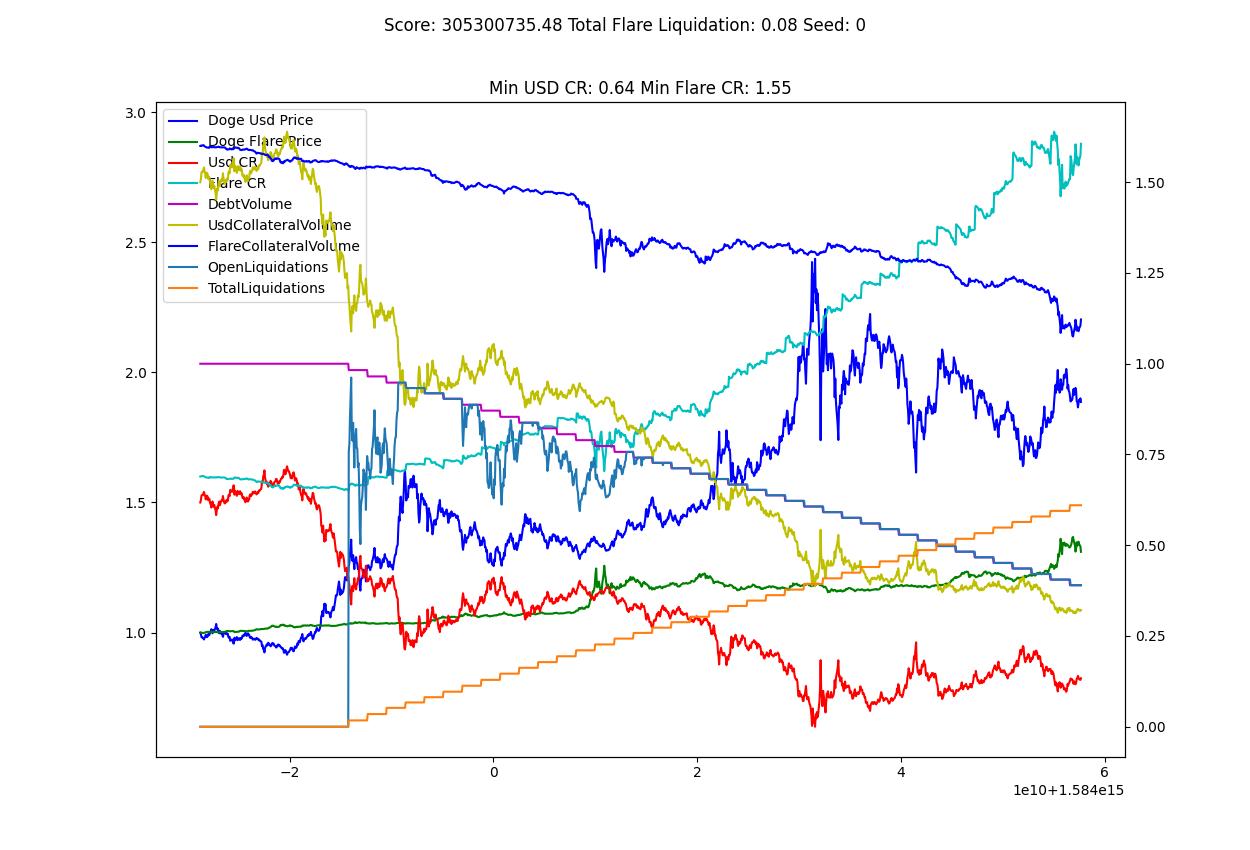 Score: 305300735.48 Total Flare Liquidation: 0.08 Seed: 0
Min USD CR: 0.64 Min Flare CR: 1.55
3.0
2.5
2.0
1.5
1.0
Doge Usd Price
Doge Flare Price
Usd CR
Flare CR
DebtVolume
UsdCollateralVolume
FlareCollateralVolume
OpenLiquidations
TotalLiquidations
1.50
1.25
1.00
0.75
0.50
0.25
0.00
−2 0 2 4 6
1e10+1.584e15